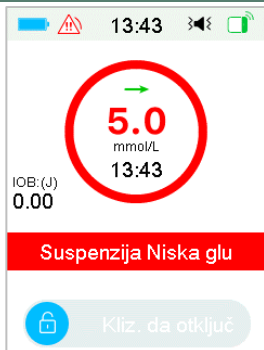 13:43
5.0
mmol/L
13:43
IOB:(J)
0.00
Suspenzija Niska glu
Kliz. da otključ